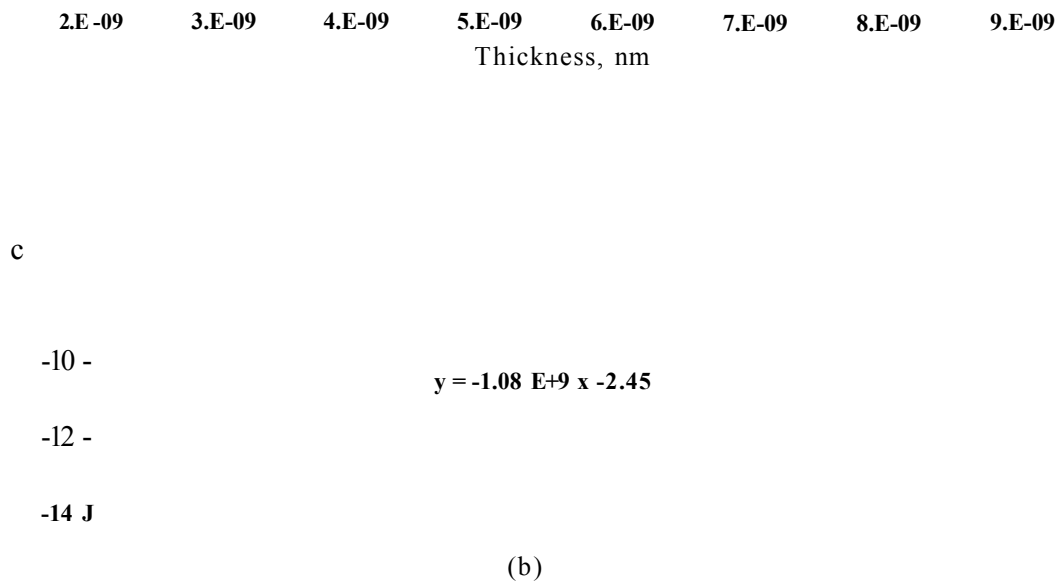 2.E-09 3.E-09 4.E-09 5.E-09 6.E-09 7.E-09 8.E-09 9.E-09
Thickness, nm
c
-10 -
y = -1.08 E+9 x -2.45
-12 -
-14 J
(b)